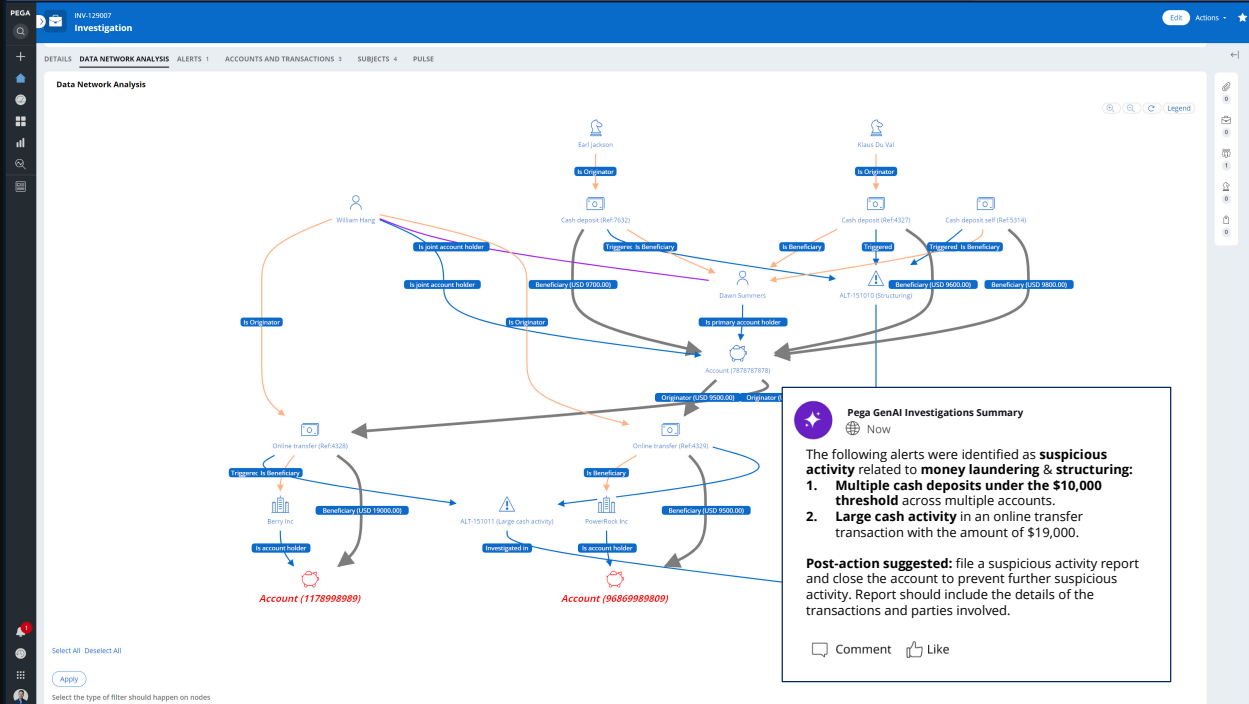 PEGA
INV-129007
Investigation
Edit
Actions
DETAILS
DATA NETWORK ANALYSIS
ALERTS 1
ACCOUNTS AND TRANSACTIONS 3
SUBJECTS 4
PULSE
Data Network Analysis
Legend
0
0
1
0
0
Earl Jackson
Klaus Du Val
Is Originator
Is Originator
William Hang
Cash deposit (Ref:7632)
Cash deposit (Ref:4327)
Cash deposit self (Ref:5314)
Is joint account holder
Triggered
Is Beneficiary
Is Beneficiary
Triggered
Triggered
Is Beneficiary
Is joint account holder
Beneficiary (USD 9700.00)
Dawn Summers
ALT-151010 (Structuring)
Beneficiary (USD 9600.00)
Beneficiary (USD 9800.00)
Is Originator
Is Originator
Is primary account holder
Account (7878787878)
Originator (USD 9500.00)
Originator (U
Online transfer (Ref:4328)
Online transfer (Ref:4329)
Triggered
Is Beneficiary
Is Beneficiary
Beneficiary (USD 19000.00)
Beneficiary (USD 9500.00)
Berry Inc
ALT-151011 (Large cash activity)
PowerRock Inc
Is account holder
Investigated in
Is account holder
Account (1178998989)
Account (96869989809)
Pega GenAI Investigations Summary
Now
The following alerts were identified as suspicious
activity related to money laundering & structuring:
1. Multiple cash deposits under the $10,000
threshold across multiple accounts.
2. Large cash activity in an online transfer
transaction with the amount of $19,000.
Post-action suggested: file a suspicious activity report
and close the account to prevent further suspicious
activity. Report should include the details of the
transactions and parties involved.
Comment
Like
1
Select All Deselect All
Apply
Select the type of filter should happen on nodes